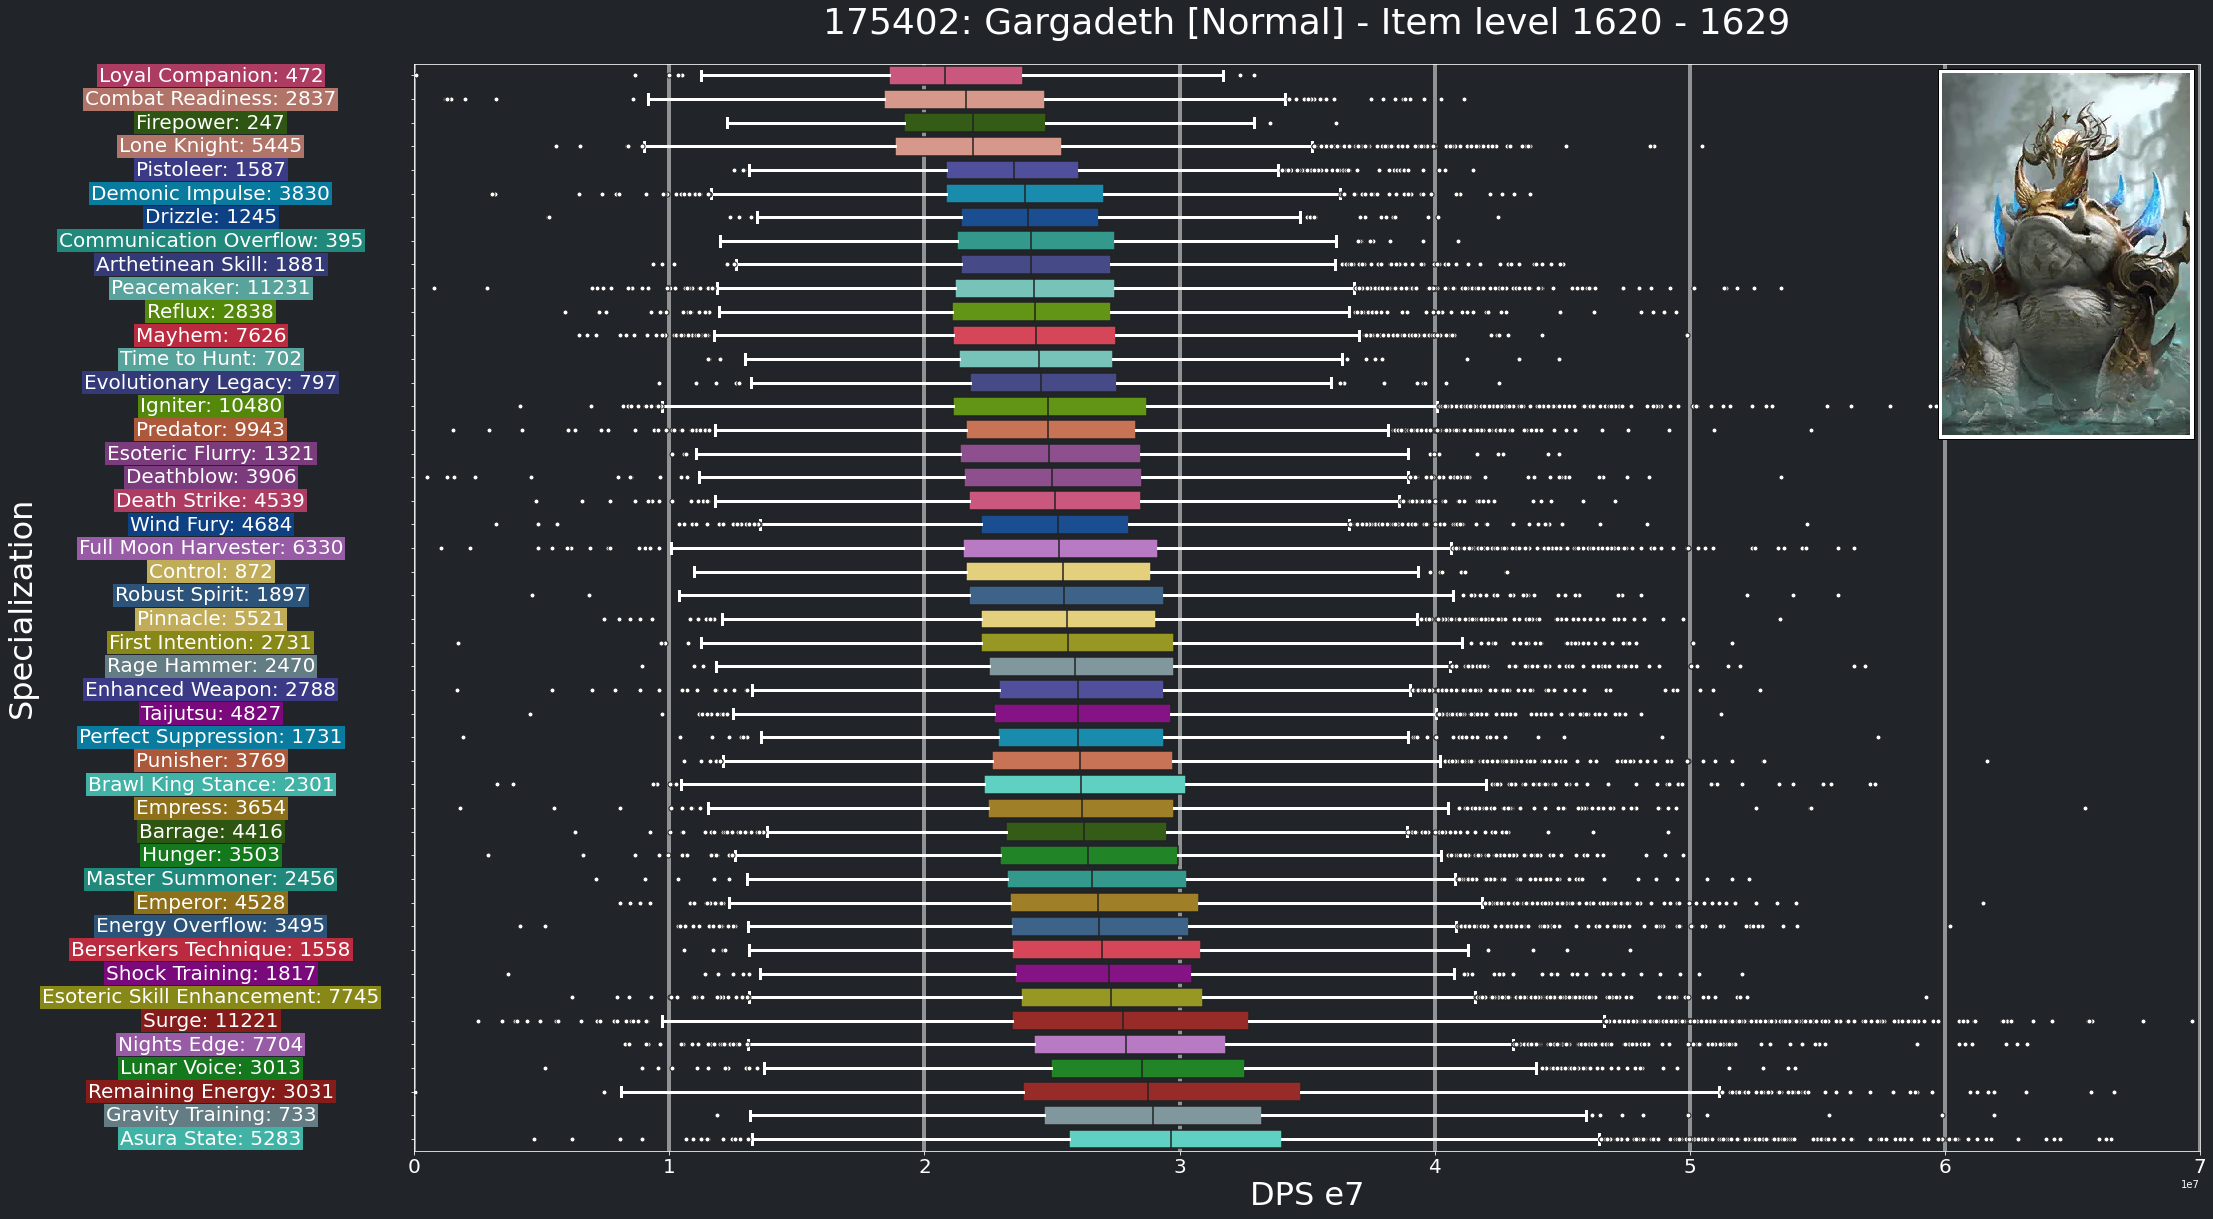 175402: Gargadeth [Normal] - Item level 1620 - 1629
Specialization
Loyal Companion: 472
Combat Readiness: 2837
Firepower: 247
Lone Knight: 5445
Pistoleer: 1587
Demonic Impulse: 3830
Drizzle: 1245
Communication Overflow: 395
Arthetinean Skill: 1881
Peacemaker: 11231
Reflux: 2838
Mayhem: 7626
Time to Hunt: 702
Evolutionary Legacy: 797
Igniter: 10480
Predator: 9943
Esoteric Flurry: 1321
Deathblow: 3906
Death Strike: 4539
Wind Fury: 4684
Full Moon Harvester: 6330
Control: 872
Robust Spirit: 1897
Pinnacle: 5521
First Intention: 2731
Rage Hammer: 2470
Enhanced Weapon: 2788
Taijutsu: 4827
Perfect Suppression: 1731
Punisher: 3769
Brawl King Stance: 2301
Empress: 3654
Barrage: 4416
Hunger: 3503
Master Summoner: 2456
Emperor: 4528
Energy Overflow: 3495
Berserkers Technique: 1558
Shock Training: 1817
Esoteric Skill Enhancement: 7745
Surge: 11221
Nights Edge: 7704
Lunar Voice: 3013
Remaining Energy: 3031
Gravity Training: 733
Asura State: 5283
0 1 2 3 4 5 6 7
1e7
DPS e7